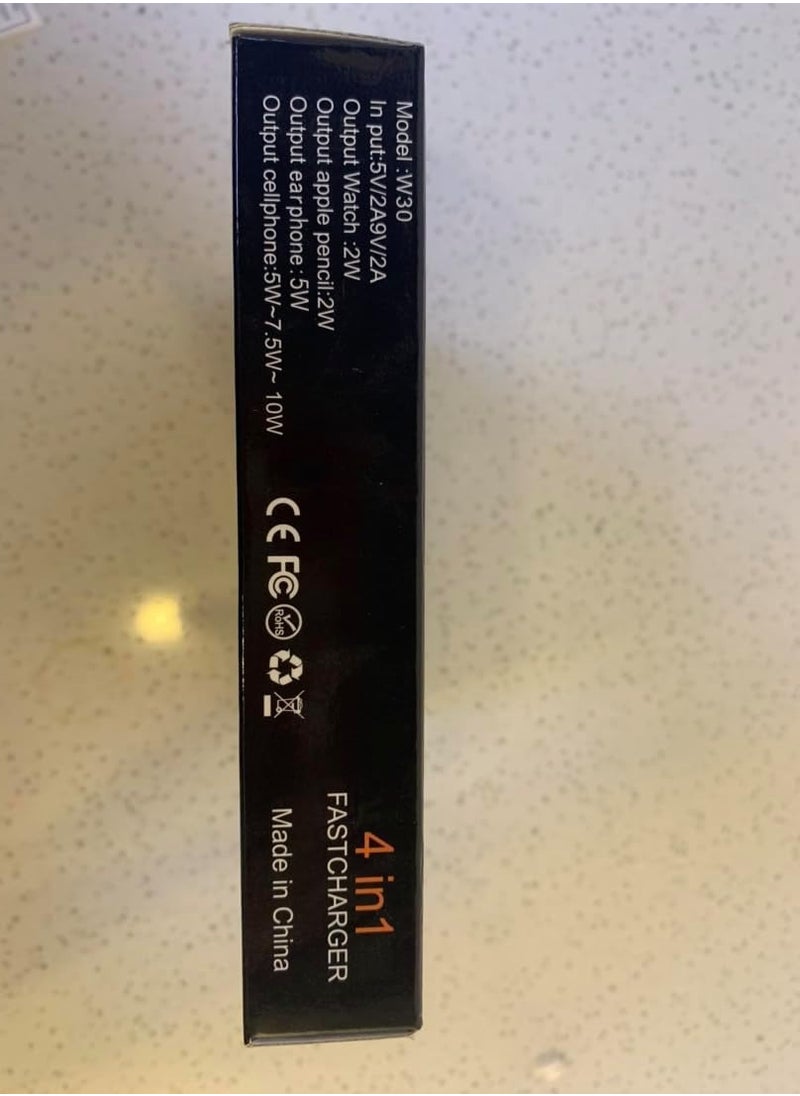 Model :W30
In put:5V/2A9V/2A
Output Watch :2W
Output apple pencil:2W
Output earphone:5W
Output cellphone:5W~7.5W~ 10W
CE FC RoHS
4 in1
FASTCHARGER
Made in China